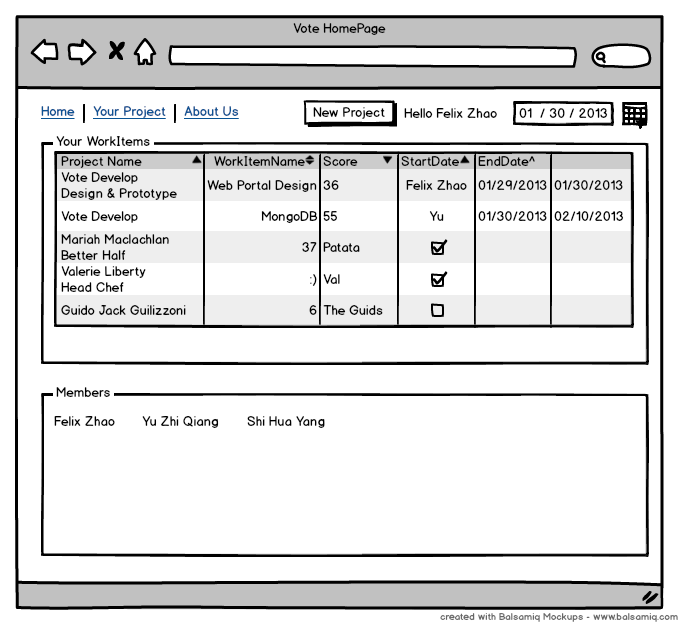 Vote HomePage
Home Your Project About Us New Project Hello Felix Zhao 01 / 30 / 2013
Your WorkItems
Project Name WorkItemName Score StartDate EndDate^
Vote Develop
Design & Prototype Web Portal Design 36 Felix Zhao 01/29/2013 01/30/2013
Vote Develop MongoDB 55 Yu 01/30/2013 02/10/2013
Mariah Maclachlan
Better Half 37 Patata
Valerie Liberty
Head Chef :) Val
Guido Jack Guilizzoni 6 The Guids
Members
Felix Zhao Yu Zhi Qiang Shi Hua Yang
created with Balsamiq Mockups - www.balsamiq.com